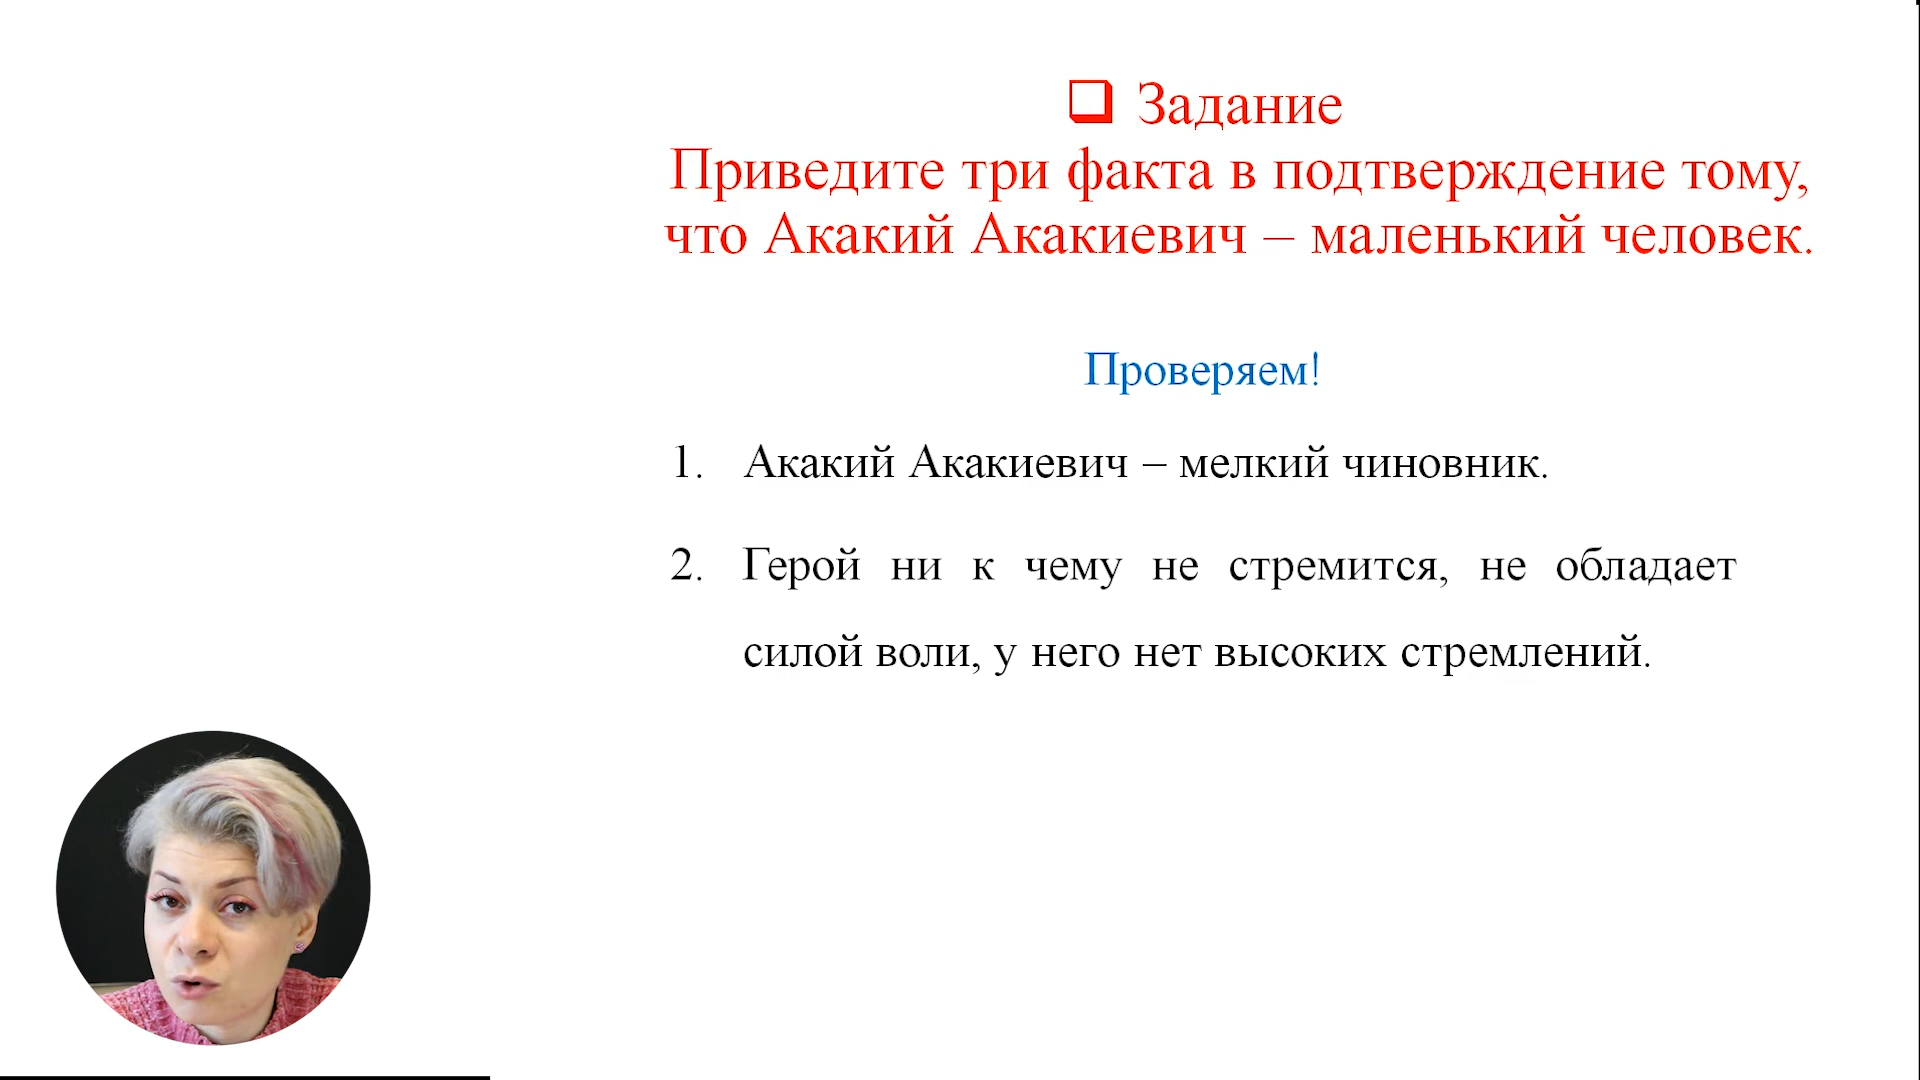 ❑ Задание
Приведите три факта в подтверждение тому,
что Акакий Акакиевич – маленький человек.
Проверяем!
1. Акакий Акакиевич – мелкий чиновник.
2. Герой ни к чему не стремится, не обладает
силой воли, у него нет высоких стремлений.